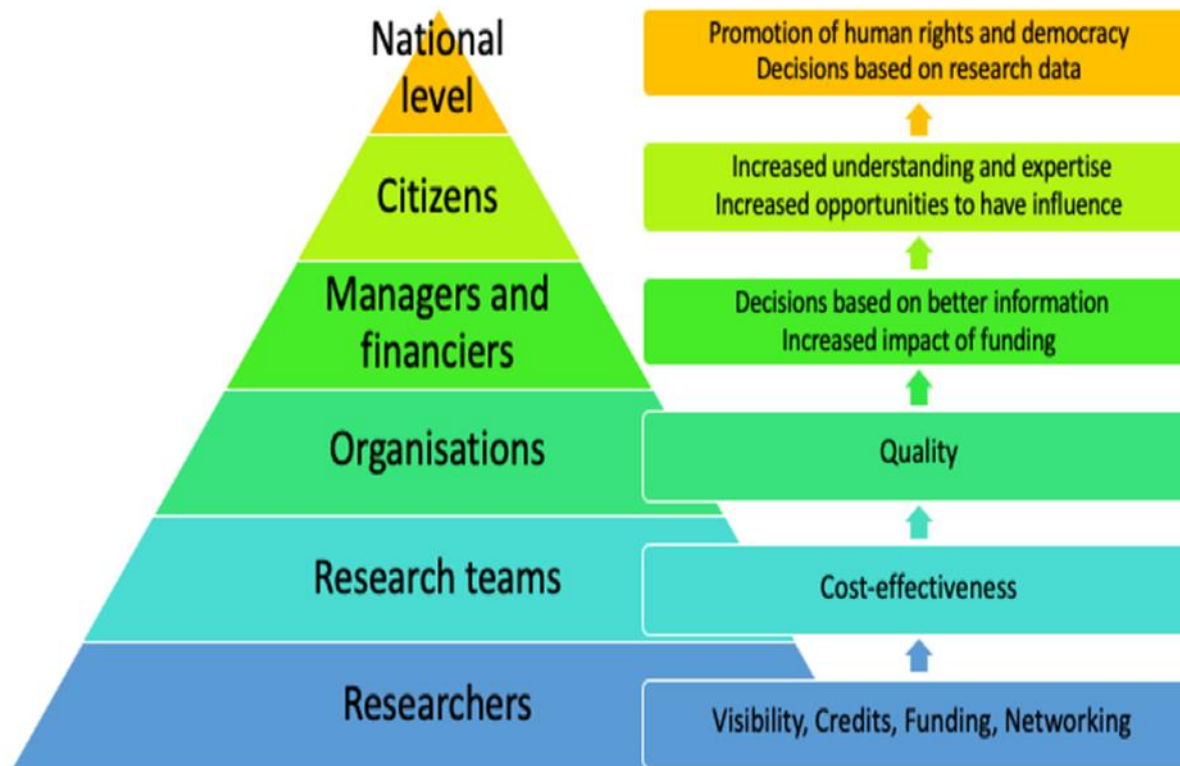 National
level
Promotion of human rights and democracy
Decisions based on research data
Citizens
Increased understanding and expertise
Increased opportunities to have influence
Managers and
financiers
Decisions based on better information
Increased impact of funding
Organisations
Quality
Research teams
Cost-effectiveness
Researchers
Visibility, Credits, Funding, Networking